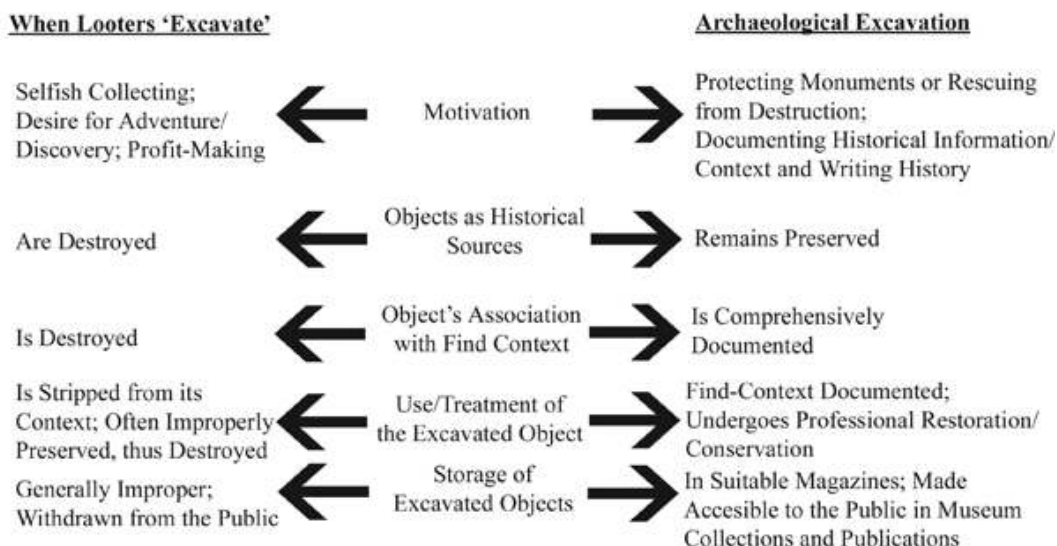 When Looters ‘Excavate’
Archaeological Excavation
Selfish Collecting;
Desire for Adventure/
Discovery; Profit-Making
Motivation
Protecting Monuments or Rescuing
from Destruction;
Documenting Historical Information/
Context and Writing History
Are Destroyed
Objects as Historical
Sources
Remains Preserved
Is Destroyed
Object’s Association
with Find Context
Is Comprehensively
Documented
Is Stripped from its
Context; Often Improperly
Preserved, thus Destroyed
Use/Treatment of
the Excavated Object
Find-Context Documented;
Undergoes Professional Restoration/
Conservation
Generally Improper;
Withdrawn from the Public
Storage of
Excavated Objects
In Suitable Magazines; Made
Accesible to the Public in Museum
Collections and Publications